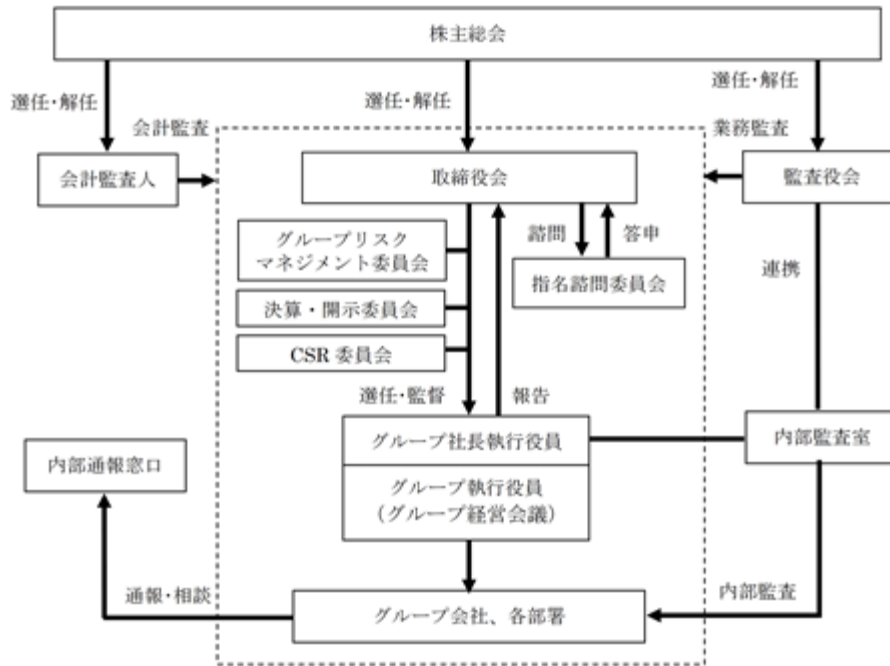 株主総会
選任・解任
選任・解任
選任・解任
会計監査
業務監査
会計監査人
取締役会
監査役会
グループリスク
マネジメント委員会
諮問
答申
指名諮問委員会
連携
決算・開示委員会
CSR 委員会
選任・監督
報告
グループ社長執行役員
内部監査室
内部通報窓口
グループ執行役員
（グループ経営会議）
通報・相談
内部監査
グループ会社、各部署